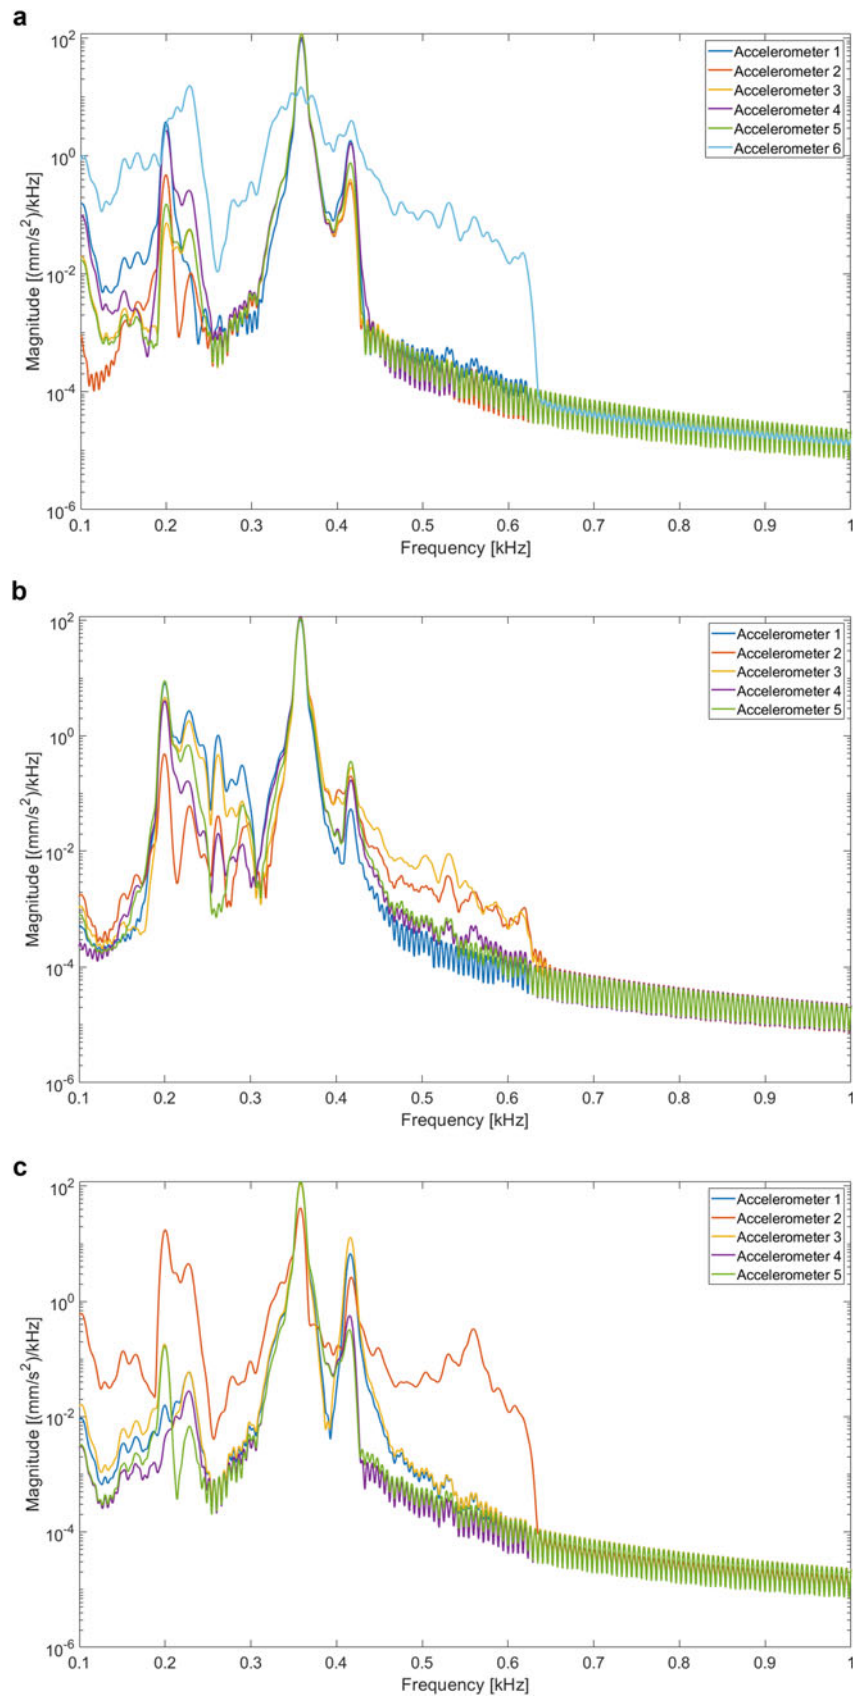 a
10^2
10^0
10^-2
10^-4
10^-6
Magnitude [(mm/s^2)/kHz]
Accelerometer 1
Accelerometer 2
Accelerometer 3
Accelerometer 4
Accelerometer 5
Accelerometer 6
0.1 0.2 0.3 0.4 0.5 0.6 0.7 0.8 0.9 1
Frequency [kHz]
b
10^2
10^0
10^-2
10^-4
10^-6
Magnitude [(mm/s^2)/kHz]
Accelerometer 1
Accelerometer 2
Accelerometer 3
Accelerometer 4
Accelerometer 5
0.1 0.2 0.3 0.4 0.5 0.6 0.7 0.8 0.9 1
Frequency [kHz]
c
10^2
10^0
10^-2
10^-4
10^-6
Magnitude [(mm/s^2)/kHz]
Accelerometer 1
Accelerometer 2
Accelerometer 3
Accelerometer 4
Accelerometer 5
0.1 0.2 0.3 0.4 0.5 0.6 0.7 0.8 0.9 1
Frequency [kHz]